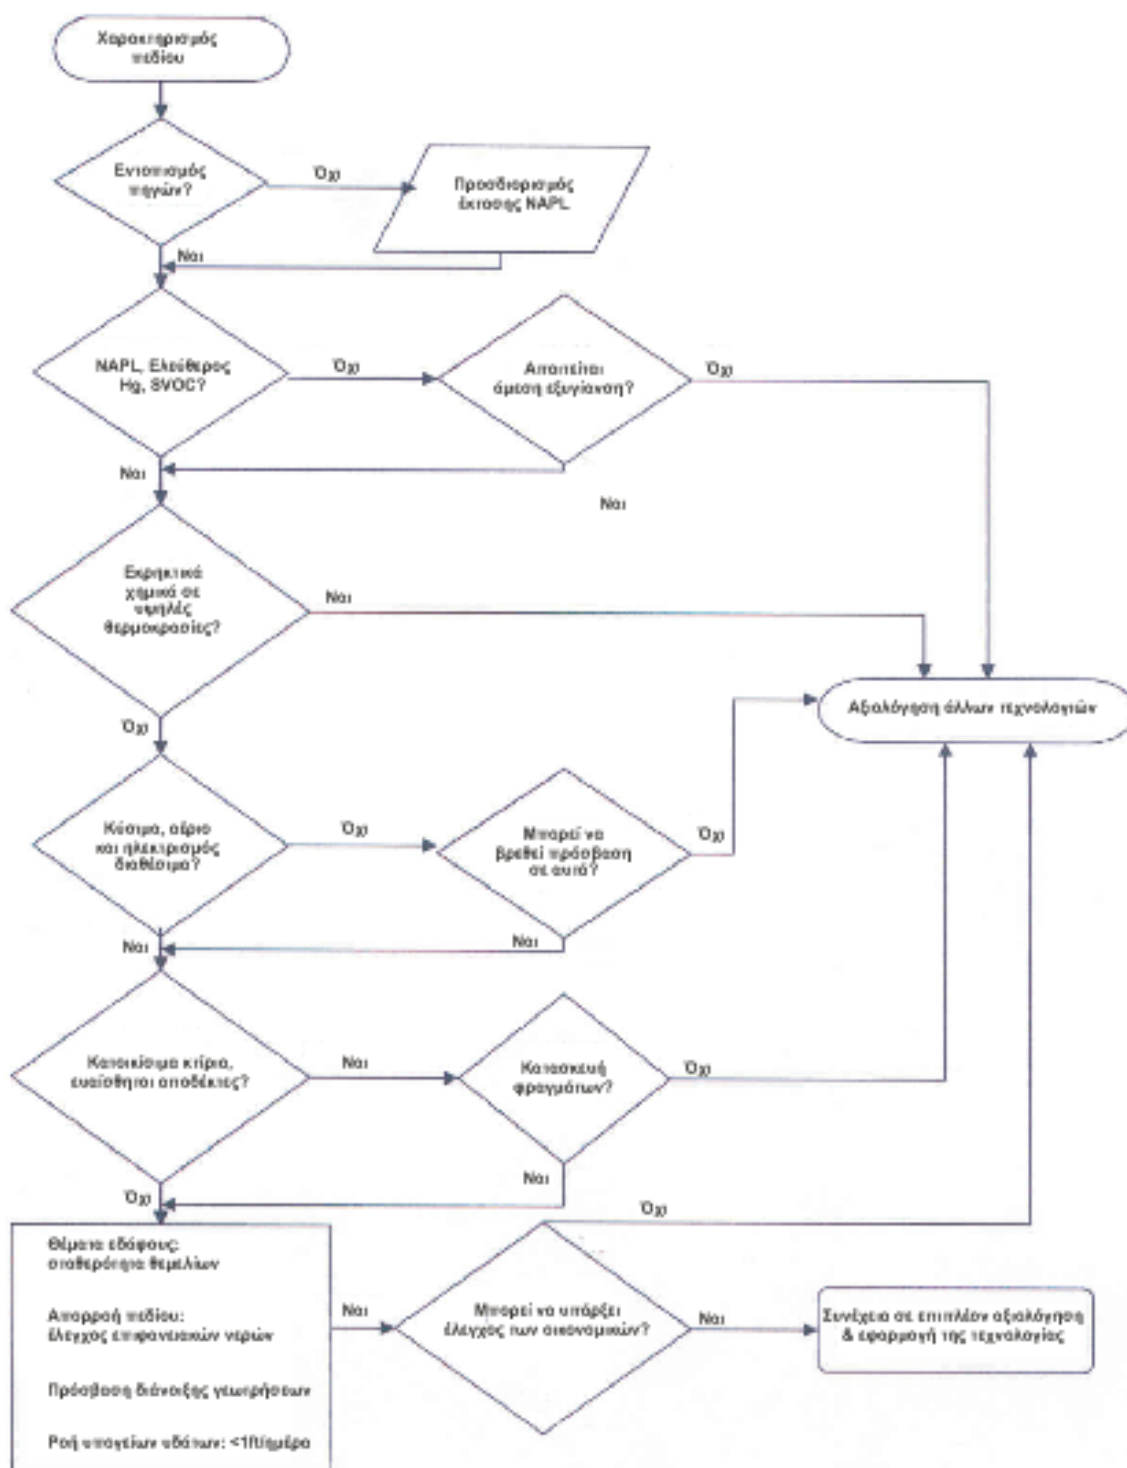 Χαρακτηρισμός
πεδίου
Εντοπισμός
πηγών?
Όχι
Προσδιορισμός
έκτασης NAPL
Ναι
NAPL, Ελεύθερος
Hg, SVOC?
Όχι
Απαιτείται
άμεση εξυγίανση?
Όχι
Ναι
Ναι
Εκρηκτικά
χημικά σε
υψηλές
θερμοκρασίες?
Ναι
Αξιολόγηση άλλων τεχνολογιών
Όχι
Κύσιμα, αέριο
και ηλεκτρισμός
διαθέσιμα?
Όχι
Μπορεί να
βρεθεί πρόσβαση
σε αυτά?
Όχι
Ναι
Ναι
Κατοικίσιμα κτίρια,
ευαίσθητοι αποδέκτες?
Ναι
Κατασκευή
φραγμάτων?
Όχι
Ναι
Όχι
Όχι
Θέματα εδάφους:
σταθερότητα θεμελίων
Απορροή πεδίου:
έλεγχος επιφανειακών νερών
Πρόσβαση διάνοιξης γεωτρήσεων
Ροή υπογείων υδάτων: <1ft/ημέρα
Ναι
Μπορεί να υπάρξει
έλεγχος των οικονομικών?
Ναι
Συνέχεια σε επιπλέον αξιολόγηση
& εφαρμογή της τεχνολογίας